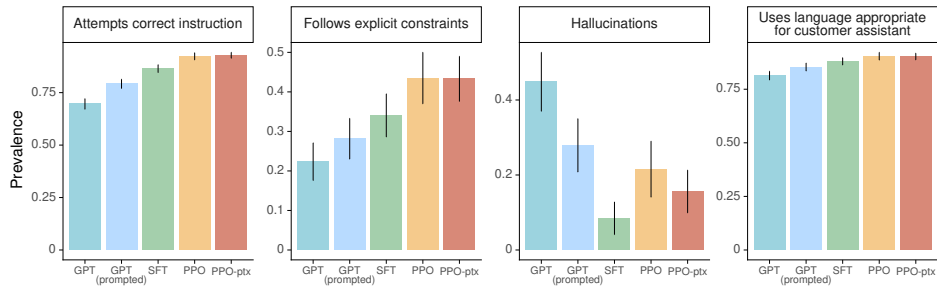 Attempts correct instruction
Follows explicit constraints
Hallucinations
Uses language appropriate
for customer assistant
Prevalence
0.75
0.50
0.25
0
GPT
GPT
(prompted)
SFT
PPO
PPO-ptx
0.5
0.4
0.3
0.2
0.1
0
GPT
GPT
(prompted)
SFT
PPO
PPO-ptx
0.4
0.2
0
GPT
GPT
(prompted)
SFT
PPO
PPO-ptx
0.75
0.50
0.25
0
GPT
GPT
(prompted)
SFT
PPO
PPO-ptx